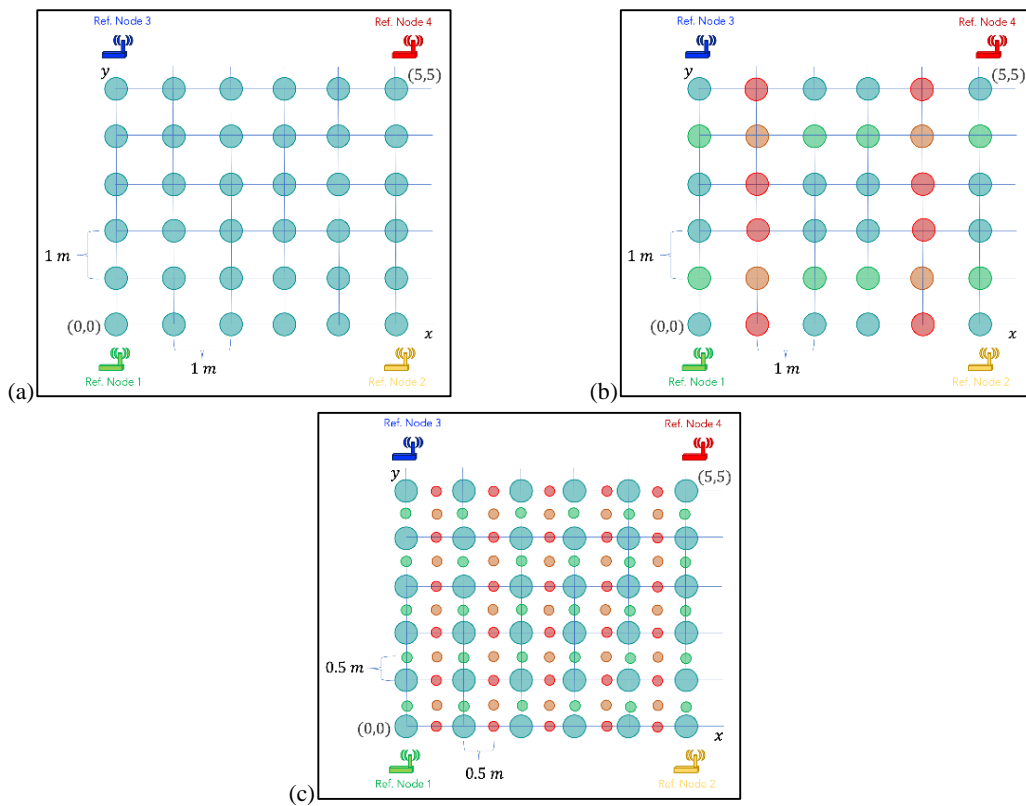 Ref. Node 3
Ref. Node 4
y
(5,5)
1 m
(0,0)
x
1 m
Ref. Node 1
Ref. Node 2
(a)
Ref. Node 3
Ref. Node 4
y
(5,5)
1 m
(0,0)
x
1 m
Ref. Node 1
Ref. Node 2
(b)
Ref. Node 3
Ref. Node 4
y
(5,5)
0.5 m
(0,0)
x
0.5 m
Ref. Node 1
Ref. Node 2
(c)